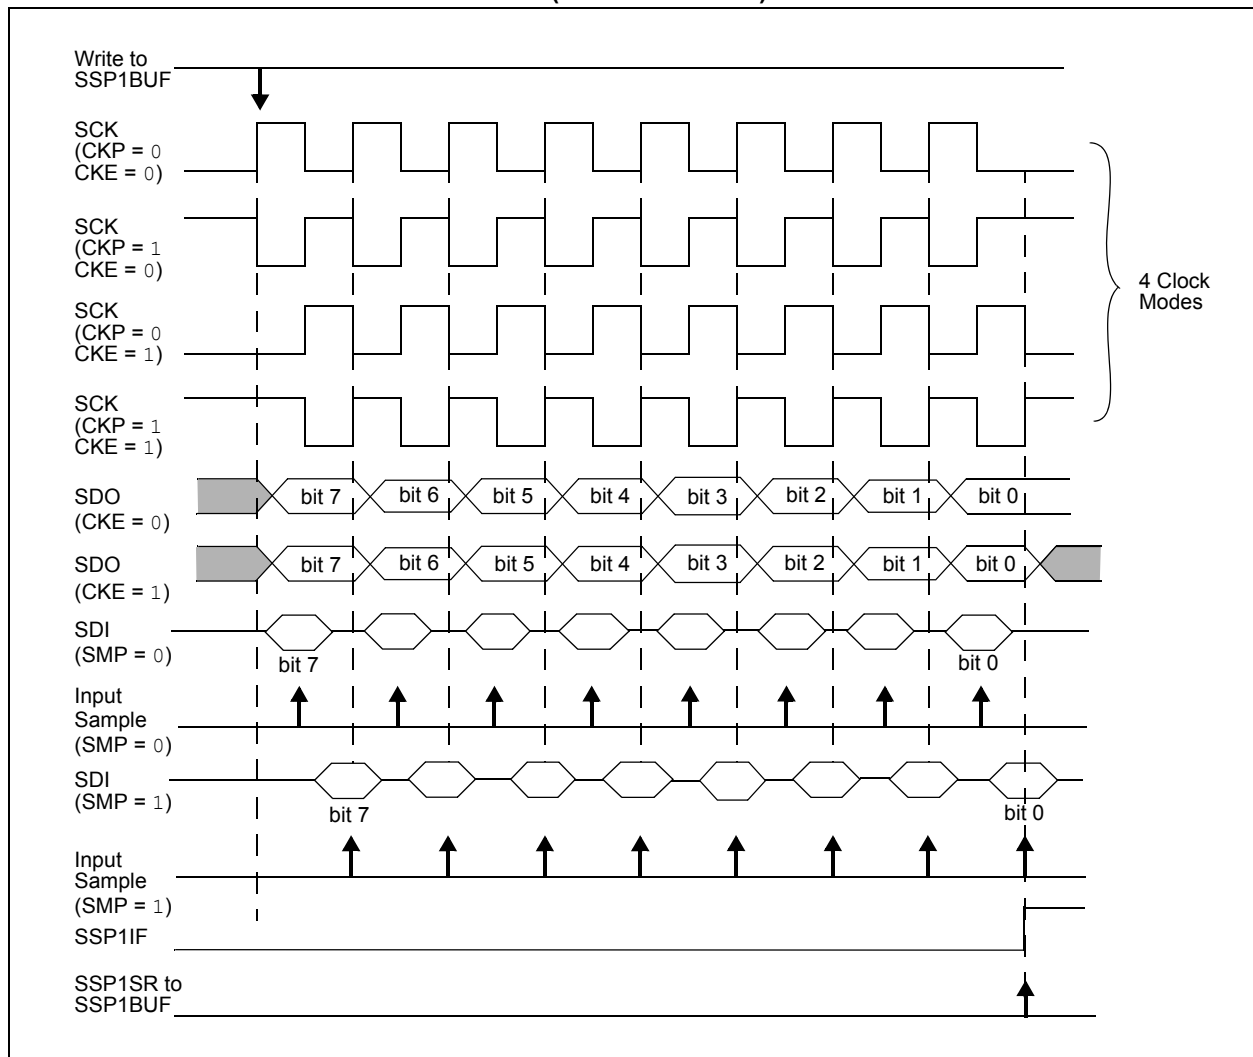 Write to
SSP1BUF
SCK
(CKP = 0
CKE = 0)
SCK
(CKP = 1
CKE = 0)
4 Clock
Modes
SCK
(CKP = 0
CKE = 1)
SCK
(CKP = 1
CKE = 1)
SDO
(CKE = 0)
bit 7 bit 6 bit 5 bit 4 bit 3 bit 2 bit 1 bit 0
SDO
(CKE = 1)
bit 7 bit 6 bit 5 bit 4 bit 3 bit 2 bit 1 bit 0
SDI
(SMP = 0)
bit 7 bit 0
Input
Sample
(SMP = 0)
SDI
(SMP = 1)
bit 7 bit 0
Input
Sample
(SMP = 1)
SSP1IF
SSP1SR to
SSP1BUF